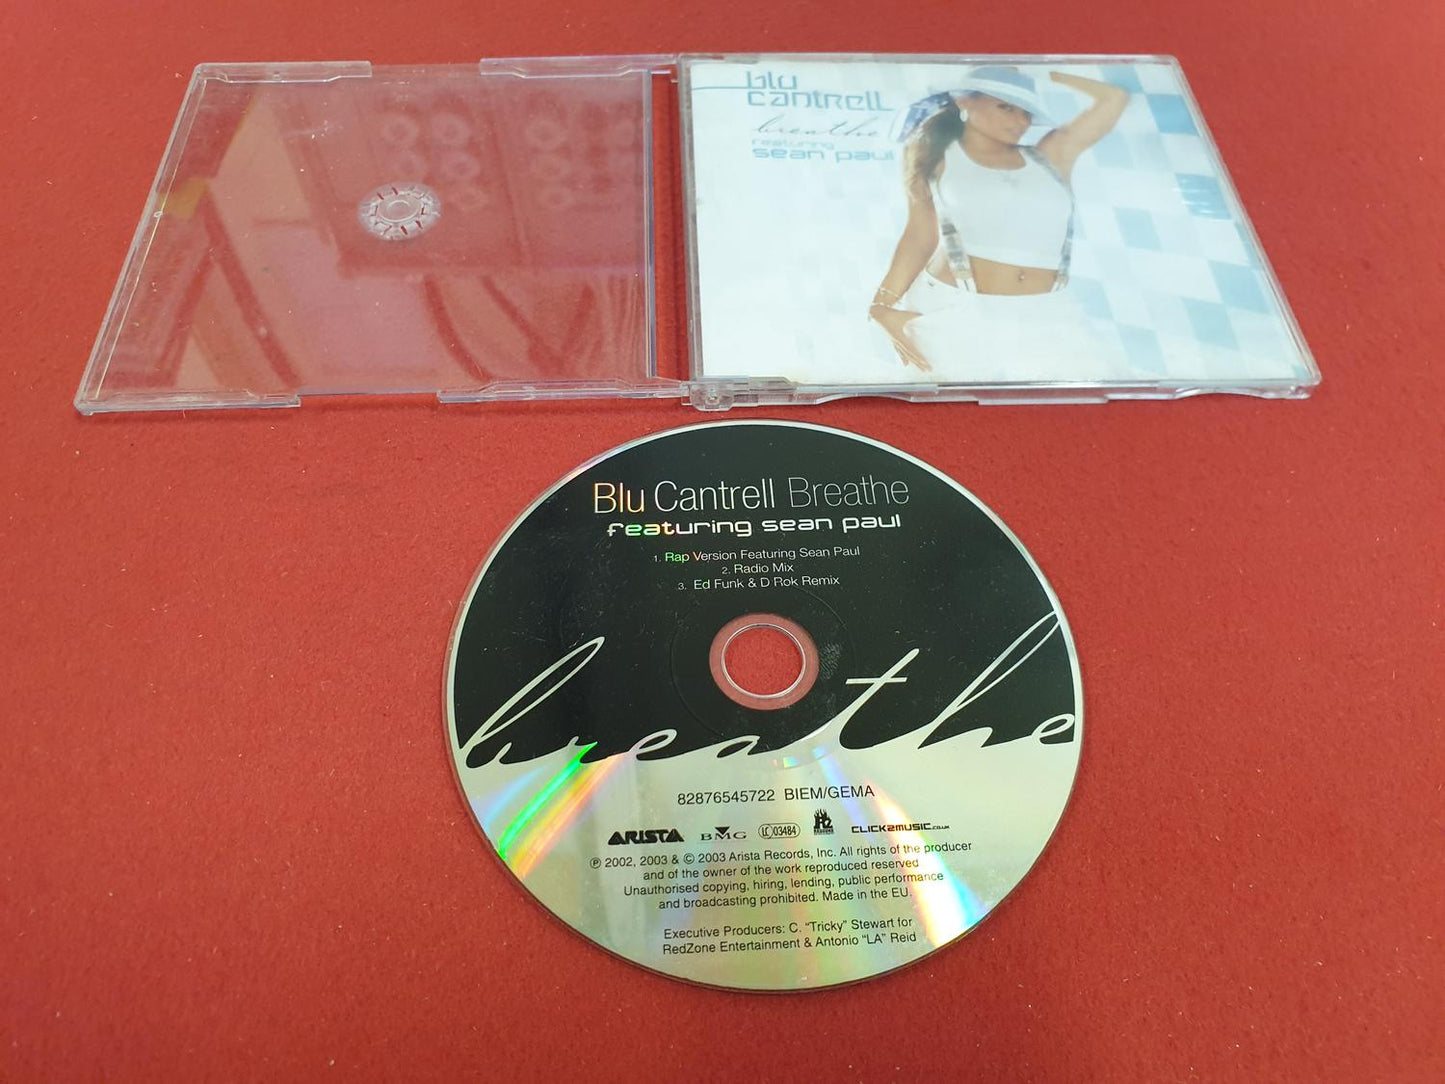 blu
cantrell
breathe
featuring
sean paul
Blu Cantrell Breathe
featuring sean paul
1. Rap Version Featuring Sean Paul
2. Radio Mix
3. Ed Funk & D Rok Remix
breathe
82876545722 BIEM/GEMA
ARISTA BMG LC 03484 REDZONE CLICK2MUSIC.co.uk
℗ 2002, 2003 & © 2003 Arista Records, Inc. All rights of the producer
and of the owner of the work reproduced reserved
Unauthorised copying, hiring, lending, public performance
and broadcasting prohibited. Made in the EU.
Executive Producers: C. "Tricky" Stewart for
RedZone Entertainment & Antonio "LA" Reid